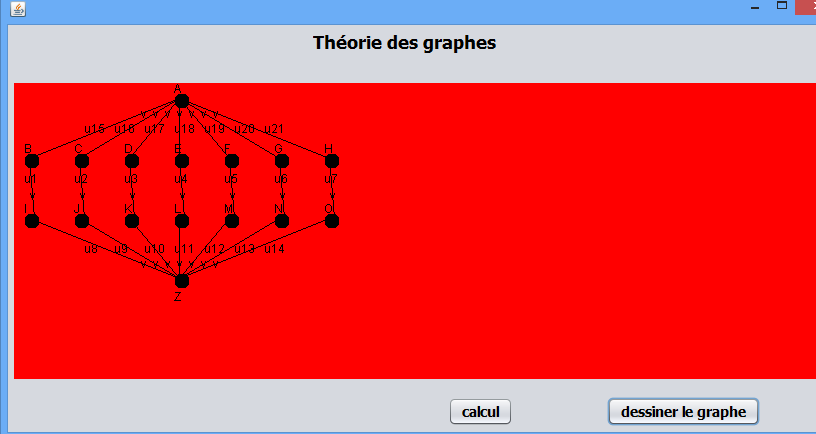 Théorie des graphes
A
u15 u16 u17 u18 u19 u20 u21
B C D E F G H
u1 u2 u3 u4 u5 u6 u7
I J K L M N O
u8 u9 u10 u11 u12 u13 u14
Z
calcul dessiner le graphe